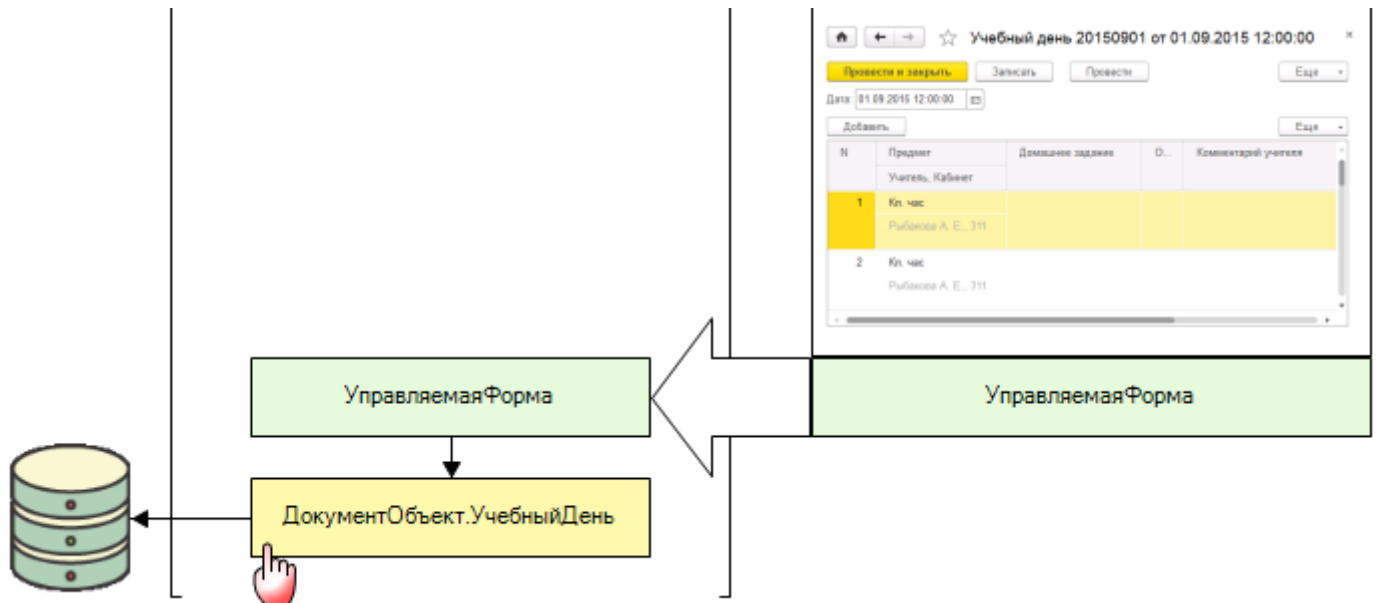 Учебный день 20150901 от 01.09.2015 12:00:00
Провести и закрыть Записать Провести Еще
Дата: 01.09.2015 12:00:00
Добавить Еще
N Предмет Домашнее задание О... Комментарий учителя
Учитель, Кабинет
1 Кл. час
Рыбакова А. Е., 311
2 Кл. час
Рыбакова А. Е., 311
УправляемаяФорма УправляемаяФорма
ДокументОбъект.УчебныйДень